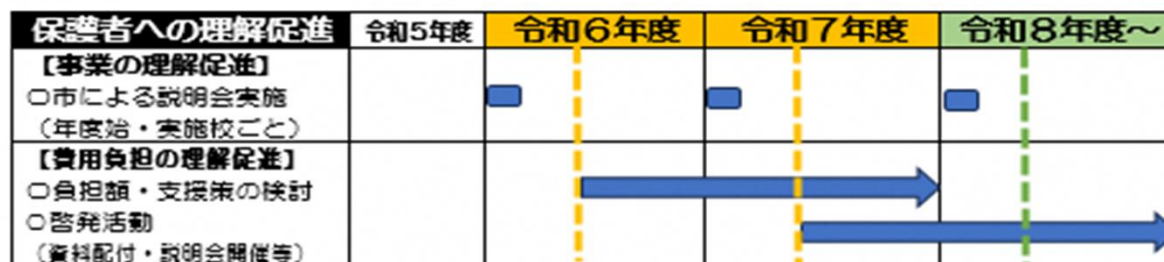 保護者への理解促進 令和5年度 令和6年度 令和7年度 令和8年度～
【事業の理解促進】
○市による説明会実施
（年度始・実施校ごと）
【費用負担の理解促進】
○負担額・支援策の検討
○啓発活動
（資料配付・説明会開催等）